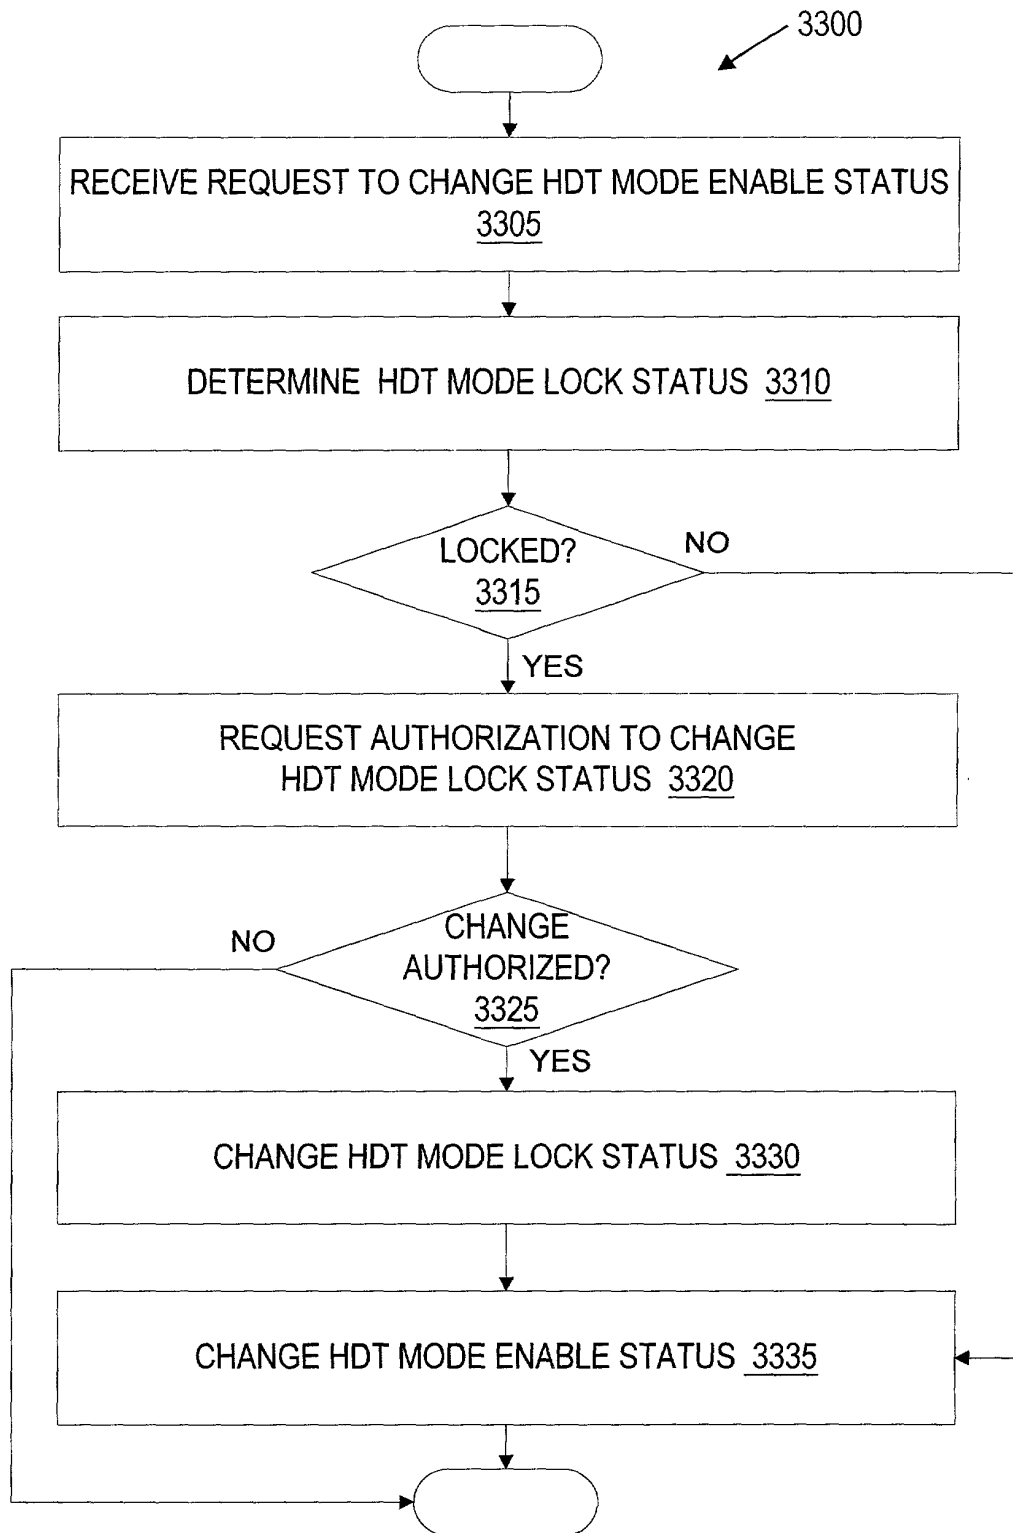 3300
RECEIVE REQUEST TO CHANGE HDT MODE ENABLE STATUS
3305
DETERMINE HDT MODE LOCK STATUS 3310
LOCKED?
3315
NO
YES
REQUEST AUTHORIZATION TO CHANGE
HDT MODE LOCK STATUS 3320
CHANGE
AUTHORIZED?
3325
NO
YES
CHANGE HDT MODE LOCK STATUS 3330
CHANGE HDT MODE ENABLE STATUS 3335